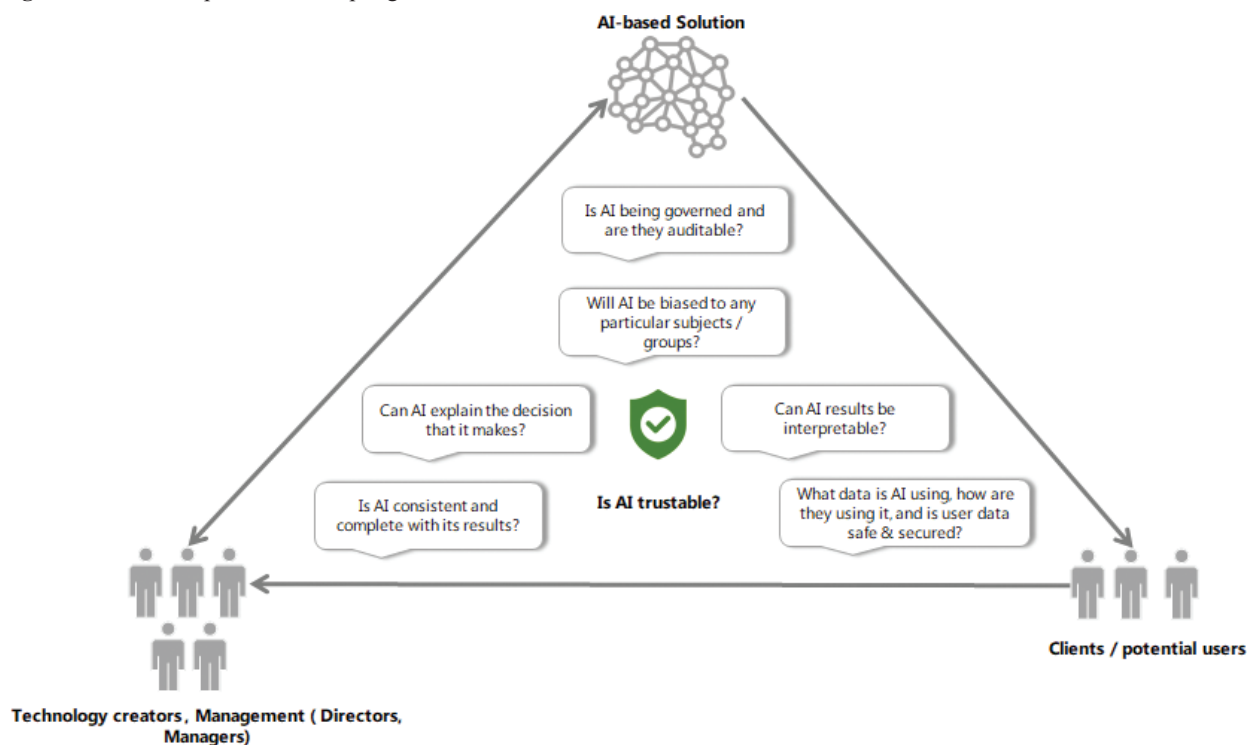 AI-based Solution
Is AI being governed and
are they auditable?
Will AI be biased to any
particular subjects /
groups?
Can AI explain the decision
that it makes?
Can AI results be
interpretable?
Is AI consistent and
complete with its results?
Is AI trustable?
What data is AI using, how are
they using it, and is user data
safe & secured?
Clients / potential users
Technology creators, Management ( Directors,
Managers)